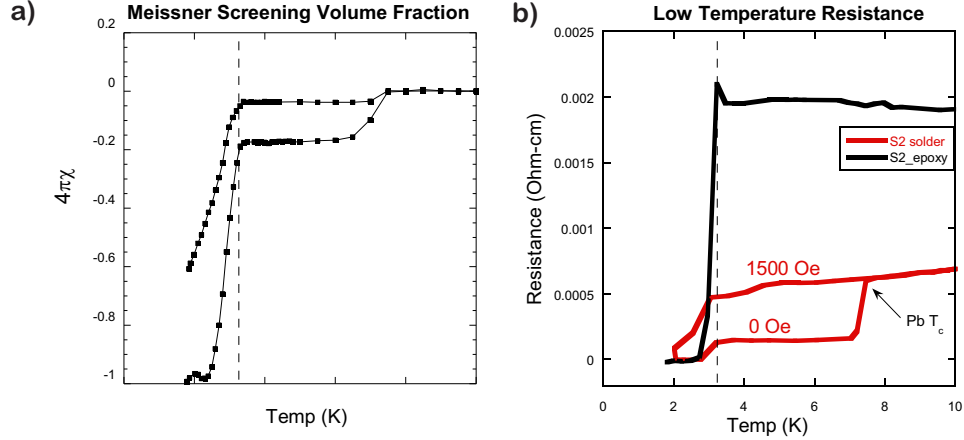 a)
Meissner Screening Volume Fraction
0.2
0
-0.2
-0.4
-0.6
-0.8
-1
4πχ
Temp (K)
b)
Low Temperature Resistance
0.0025
0.002
0.0015
0.001
0.0005
0
Resistance (Ohm-cm)
S2 solder
S2_epoxy
1500 Oe
0 Oe
Pb Tc
0 2 4 6 8 10
Temp (K)